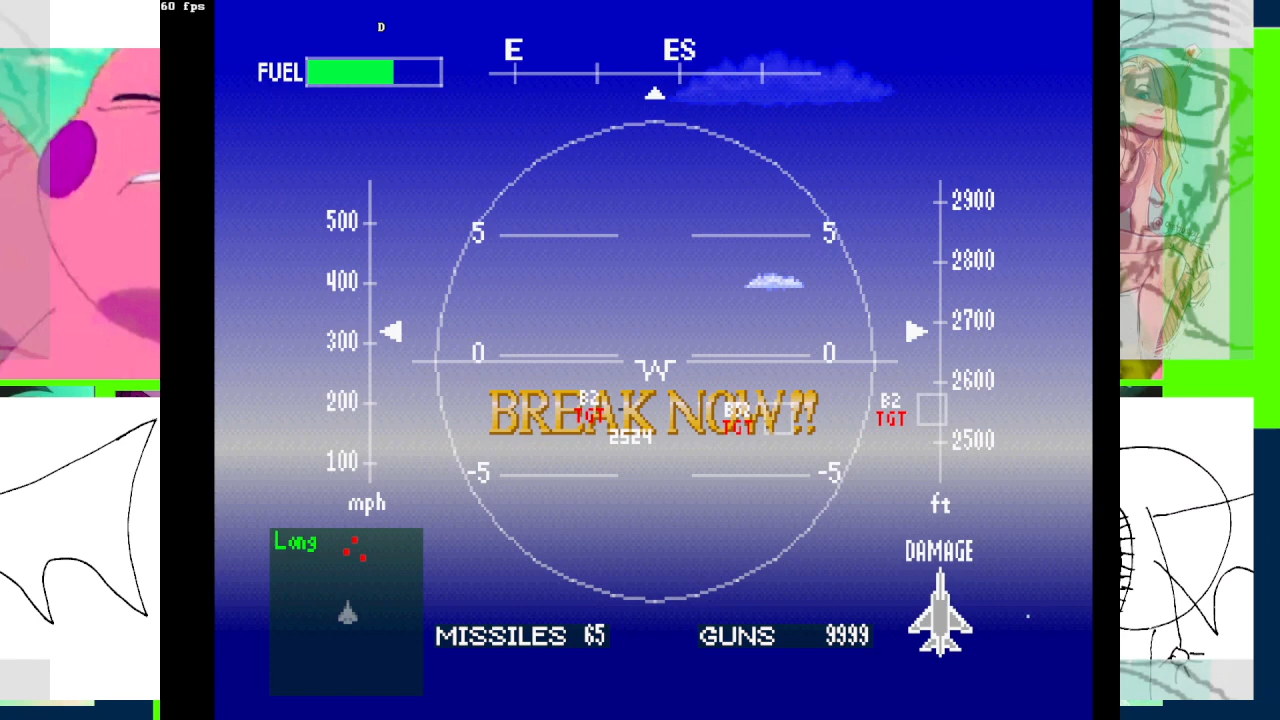 60 fps
D
FUEL
E ES
500
400
300
200
100
mph
5 5
0 0
W
-5 -5
2900
2800
2700
2600
2500
ft
BREAK NOW!!
B2
TGT
2524
TGT
B2
TGT
Long
DAMAGE
MISSILES 65
GUNS 9999